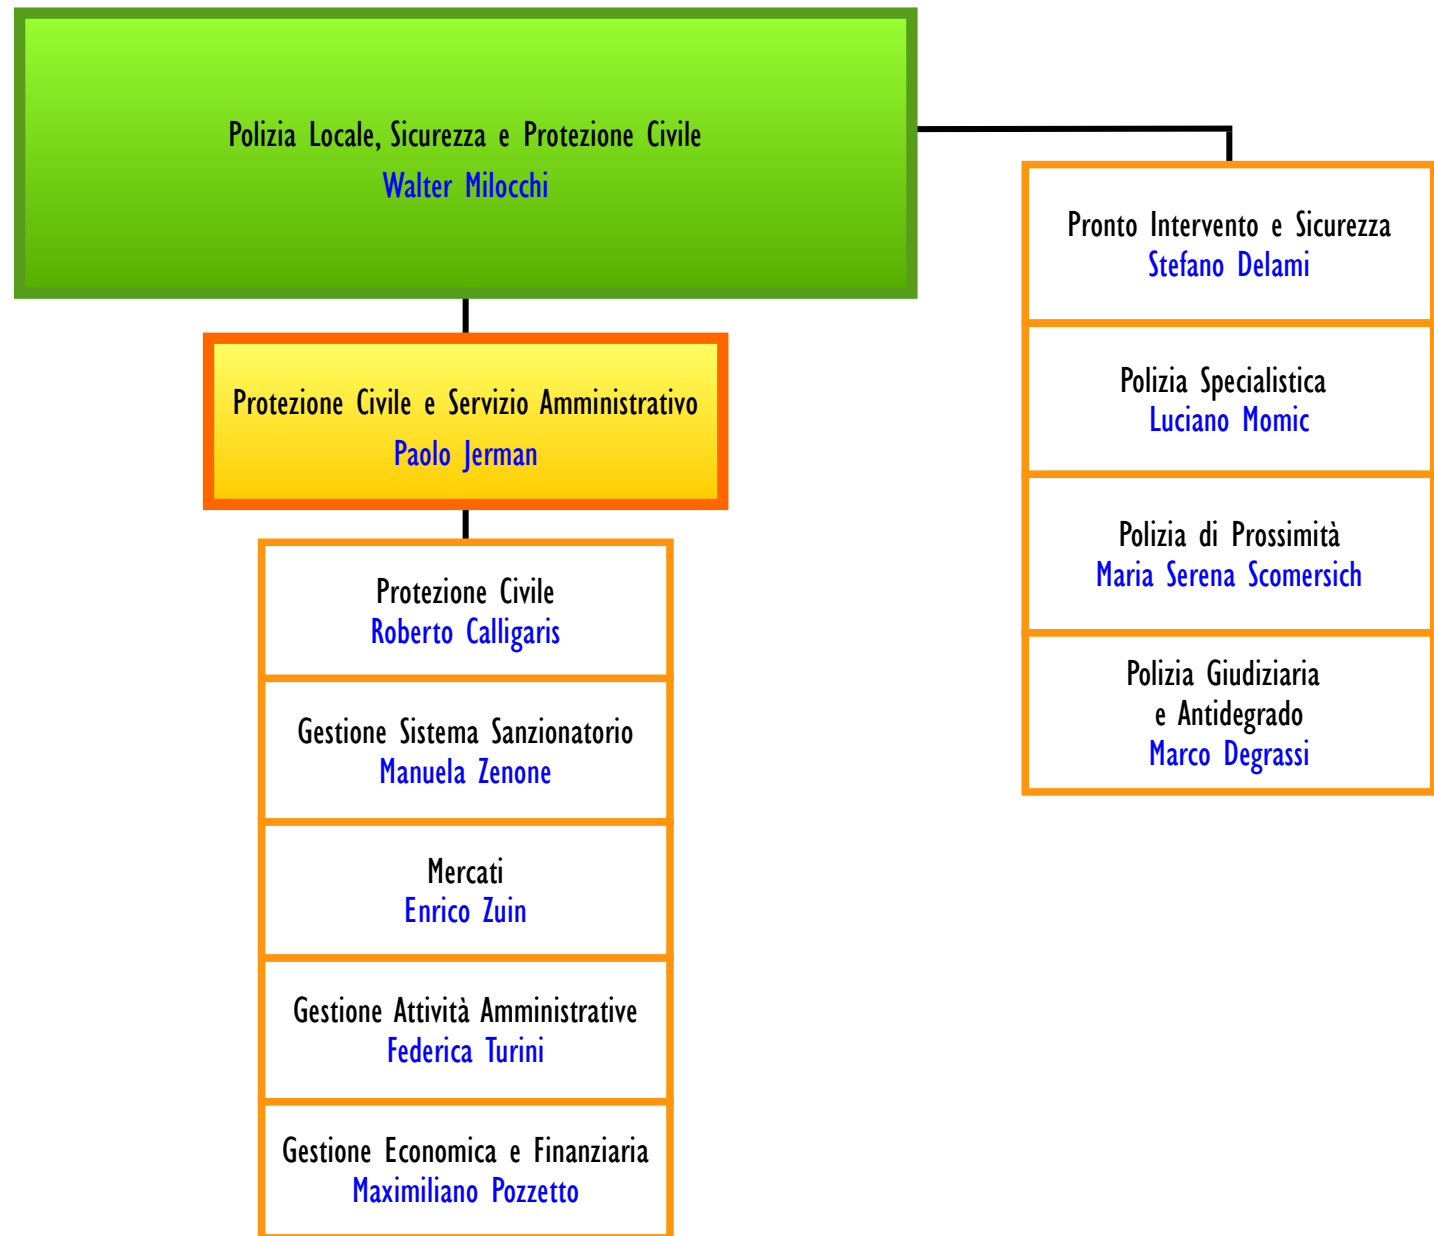 Polizia Locale, Sicurezza e Protezione Civile
Walter Milocchi
Pronto Intervento e Sicurezza
Stefano Delami
Polizia Specialistica
Luciano Momic
Polizia di Prossimità
Maria Serena Scomersich
Polizia Giudiziaria
e Antidegrado
Marco Degrassi
Protezione Civile e Servizio Amministrativo
Paolo Jerman
Protezione Civile
Roberto Calligaris
Gestione Sistema Sanzionatorio
Manuela Zenone
Mercati
Enrico Zuin
Gestione Attività Amministrative
Federica Turini
Gestione Economica e Finanziaria
Maximiliano Pozzetto